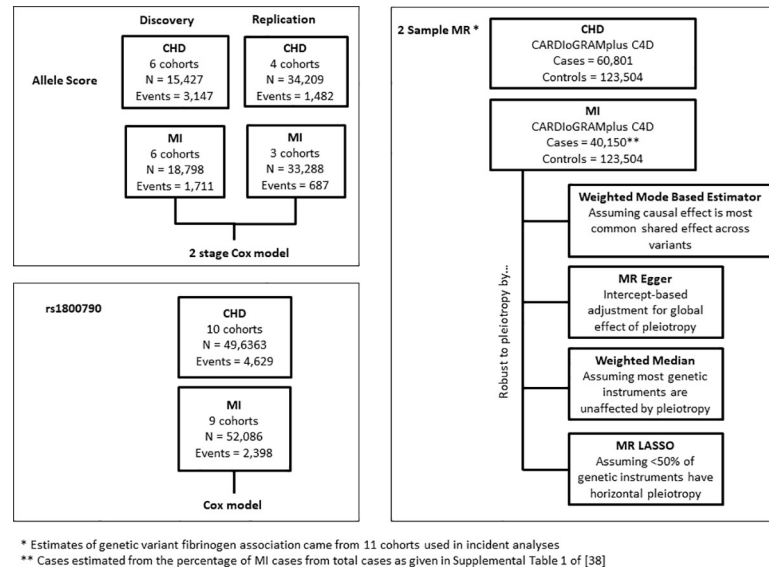 Discovery
Replication
Allele Score
CHD
6 cohorts
N = 15,427
Events = 3,147
CHD
4 cohorts
N = 34,209
Events = 1,482
MI
6 cohorts
N = 18,798
Events = 1,711
MI
3 cohorts
N = 33,288
Events = 687
2 stage Cox model
rs1800790
CHD
10 cohorts
N = 49,6363
Events = 4,629
MI
9 cohorts
N = 52,086
Events = 2,398
Cox model
2 Sample MR *
CHD
CARDIoGRAMplus C4D
Cases = 60,801
Controls = 123,504
MI
CARDIoGRAMplus C4D
Cases = 40,150**
Controls = 123,504
Robust to pleiotropy by...
Weighted Mode Based Estimator
Assuming causal effect is most
common shared effect across
variants
MR Egger
Intercept-based
adjustment for global
effect of pleiotropy
Weighted Median
Assuming most genetic
instruments are
unaffected by pleiotropy
MR LASSO
Assuming <50% of
genetic instruments have
horizontal pleiotropy
* Estimates of genetic variant fibrinogen association came from 11 cohorts used in incident analyses
** Cases estimated from the percentage of MI cases from total cases as given in Supplemental Table 1 of [38]